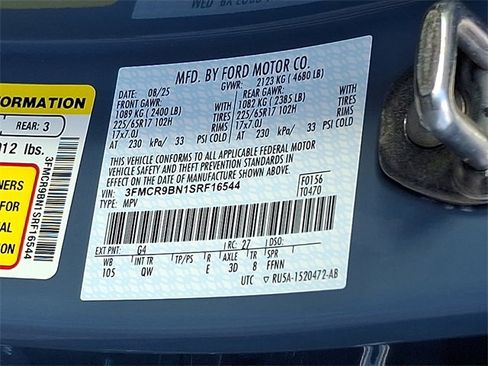 MFD. BY FORD MOTOR CO.
DATE: 08/25 GVWR: 2123 KG ( 4680 LB)
FRONT GAWR: REAR GAWR:
1089 KG ( 2400 LB) WITH 1082 KG ( 2385 LB) WITH
225/65R17 102H TIRES 225/65R17 102H TIRES
17x7.0J RIMS 17x7.0J RIMS
AT 230 kPa/ 33 PSI COLD AT 230 kPa/ 33 PSI COLD
THIS VEHICLE CONFORMS TO ALL APPLICABLE FEDERAL MOTOR
VEHICLE SAFETY AND THEFT PREVENTION STANDARDS IN
EFFECT ON THE DATE OF MANUFACTURE SHOWN ABOVE.
VIN: 3FMCR9BN1SRF16544 F0156
TYPE: MPV T0470
EXT PNT: G4 RC: 27 DSO:
WB INT TR TP/PS R AXLE TR SPR
105 QW E 3D 8 FFNN
UTC RU5A-1520472-AB
FORMATION
REAR: 3
012 lbs.
3FMCR9BN1SRF16544